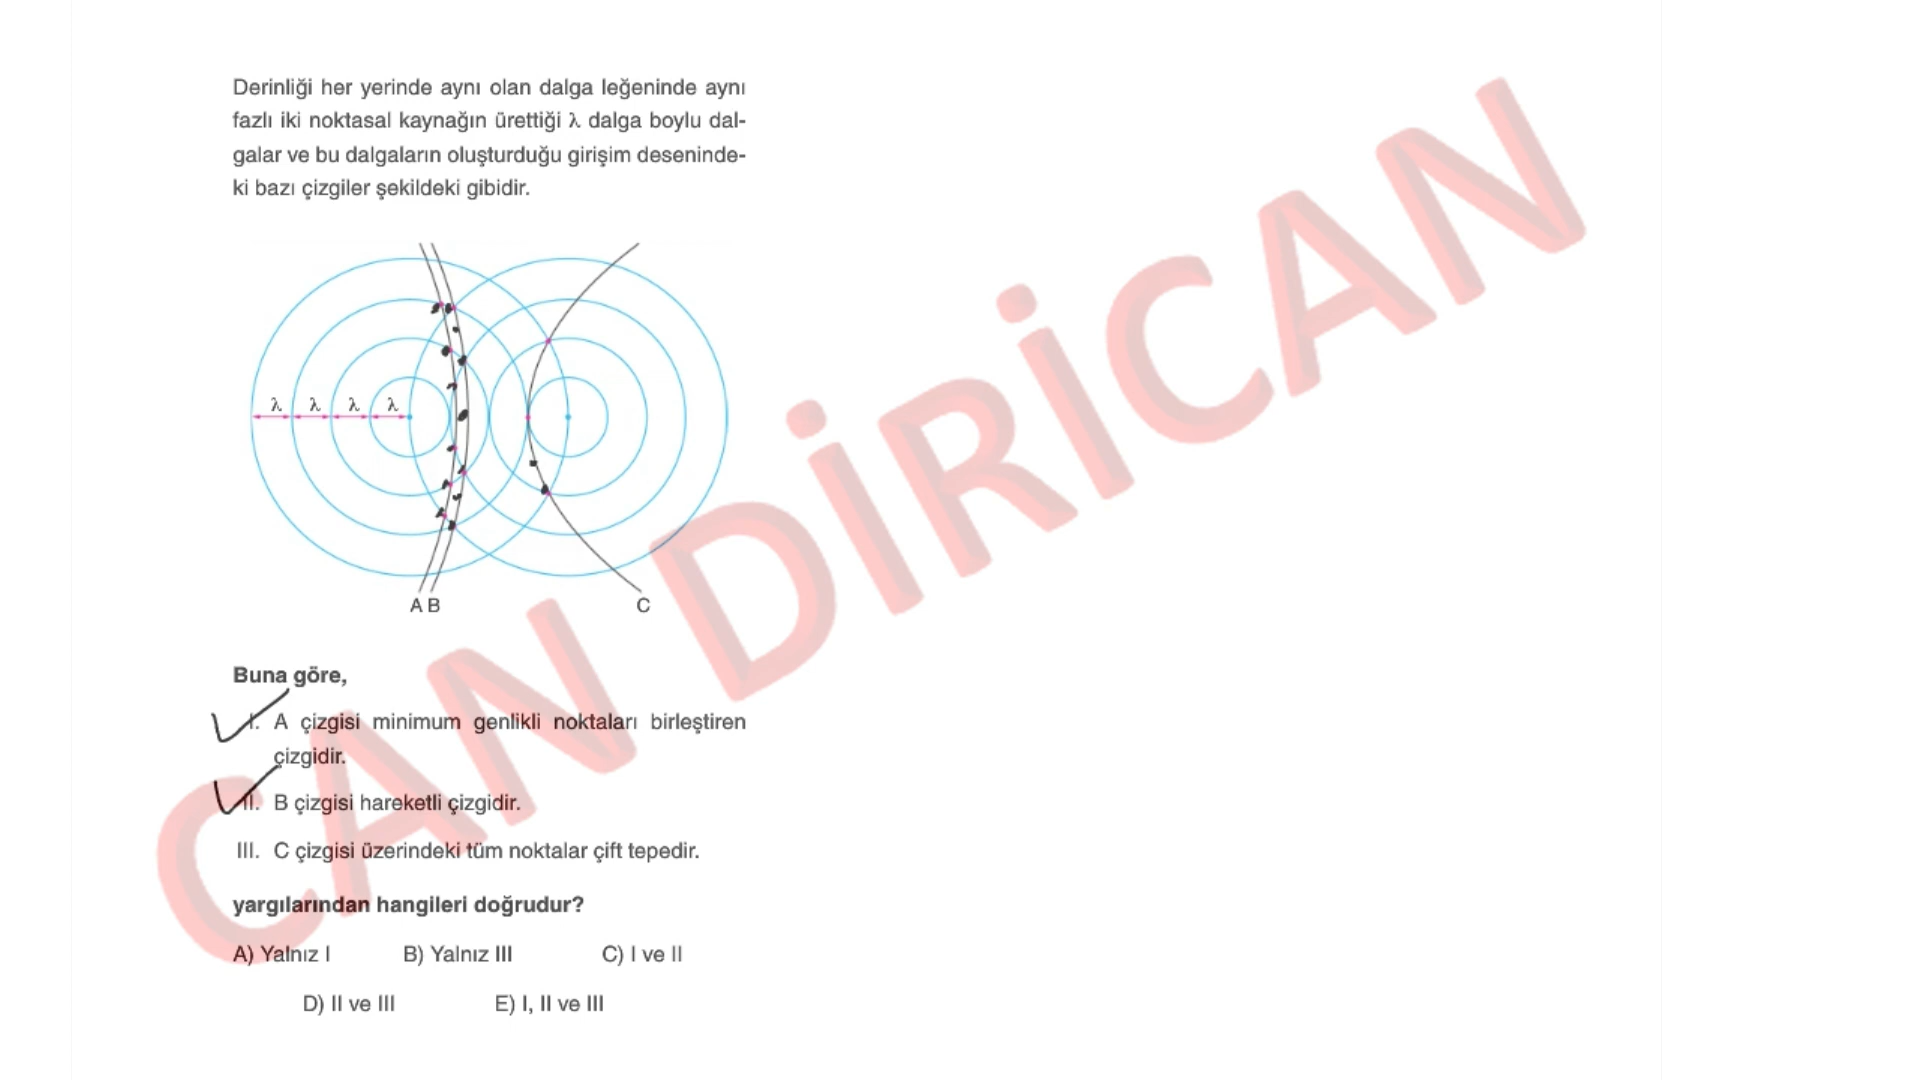 Derinliği her yerinde aynı olan dalga leğeninde aynı
fazlı iki noktasal kaynağın ürettiği λ dalga boylu dal-
galar ve bu dalgaların oluşturduğu girişim deseninde-
ki bazı çizgiler şekildeki gibidir.
λ λ λ λ
A B C
Buna göre,
I. A çizgisi minimum genlikli noktaları birleştiren
çizgidir.
II. B çizgisi hareketli çizgidir.
III. C çizgisi üzerindeki tüm noktalar çift tepedir.
yargılarından hangileri doğrudur?
A) Yalnız I B) Yalnız III C) I ve II
D) II ve III E) I, II ve III
CAN DİRİCAN